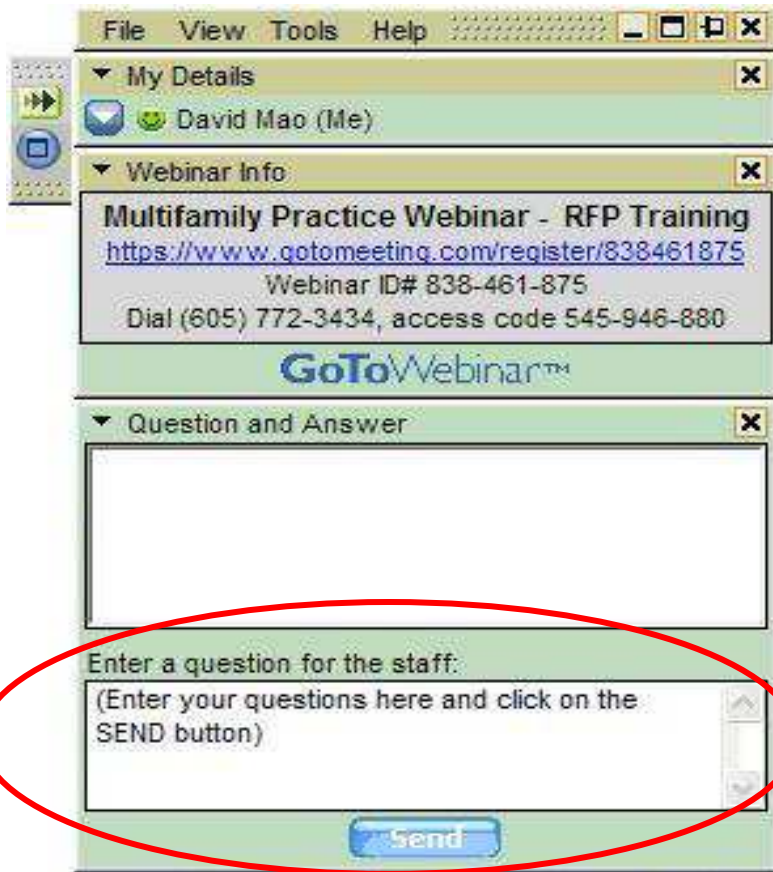 File View Tools Help
My Details
David Mao (Me)
Webinar Info
Multifamily Practice Webinar - RFP Training
https://www.gotomeeting.com/register/838461875
Webinar ID# 838-461-875
Dial (605) 772-3434, access code 545-946-880
GoToWebinar™
Question and Answer
Enter a question for the staff:
(Enter your questions here and click on the
SEND button)
Send